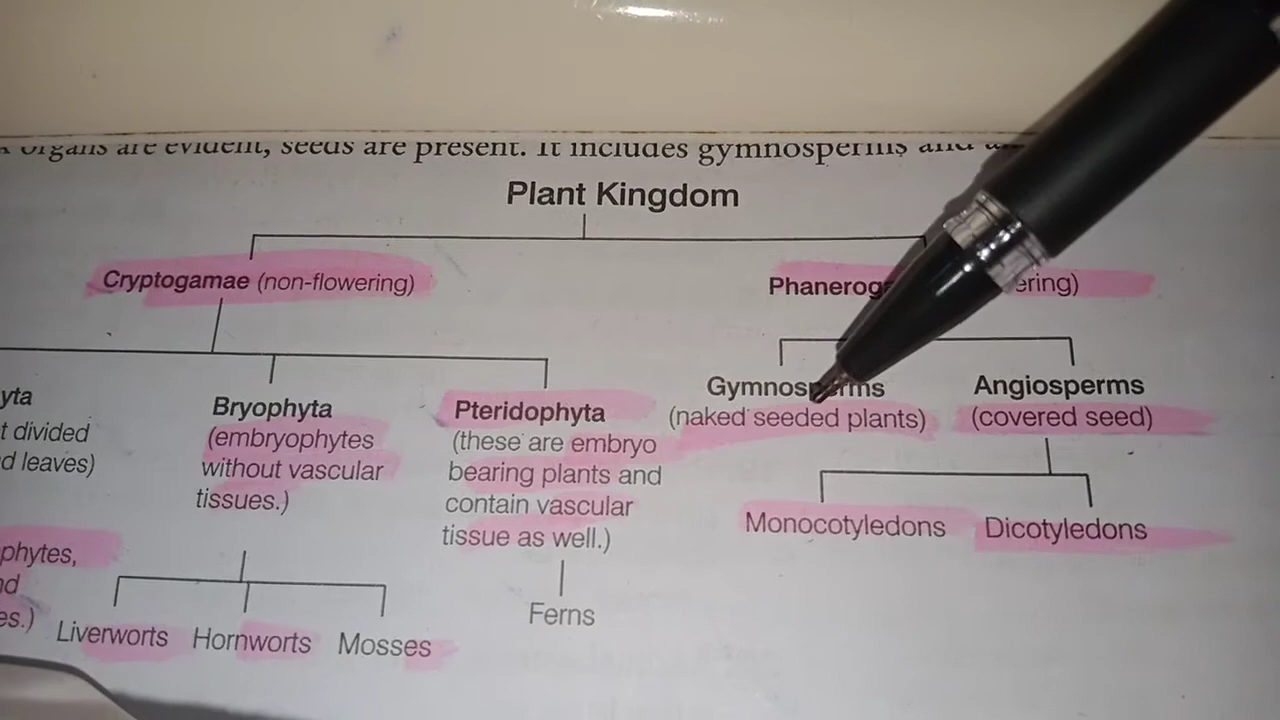 organs are evident, seeds are present. It includes gymnosperms and
Plant Kingdom
Cryptogamae (non-flowering)
Phanerog ering)
yta
t divided
d leaves)
phytes,
nd
es.)
Bryophyta
(embryophytes
without vascular
tissues.)
Liverworts Hornworts Mosses
Pteridophyta
(these are embryo
bearing plants and
contain vascular
tissue as well.)
Ferns
Gymnosperms
(naked seeded plants)
Angiosperms
(covered seed)
Monocotyledons Dicotyledons